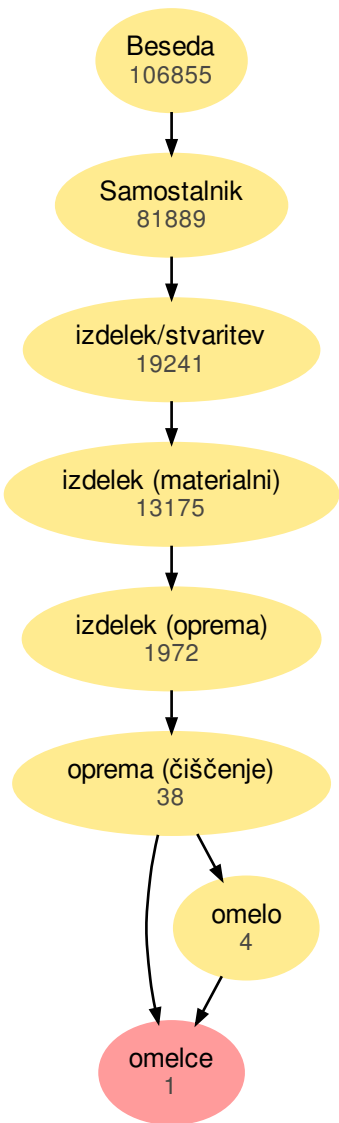 Beseda
106855
Samostalnik
81889
izdelek/stvaritev
19241
izdelek (materialni)
13175
izdelek (oprema)
1972
oprema (čiščenje)
38
omelo
4
omelce
1